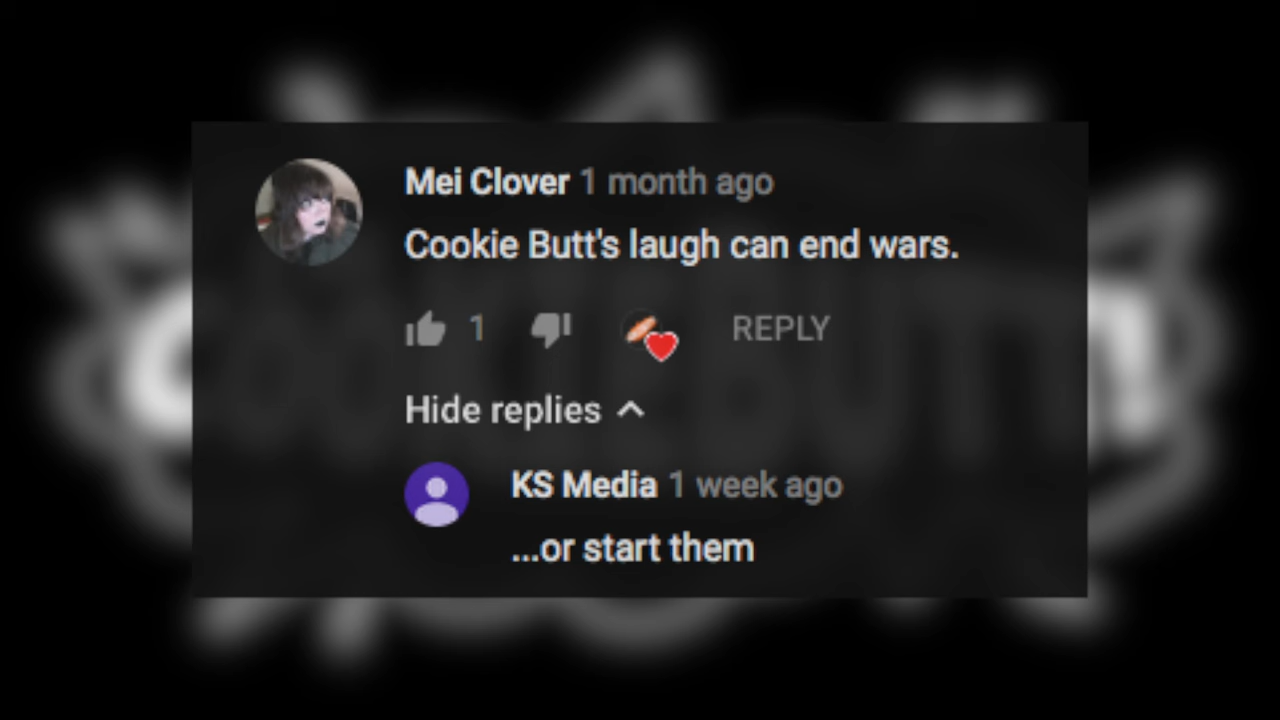 Mei Clover 1 month ago
Cookie Butt's laugh can end wars.
1 REPLY
Hide replies
KS Media 1 week ago
...or start them